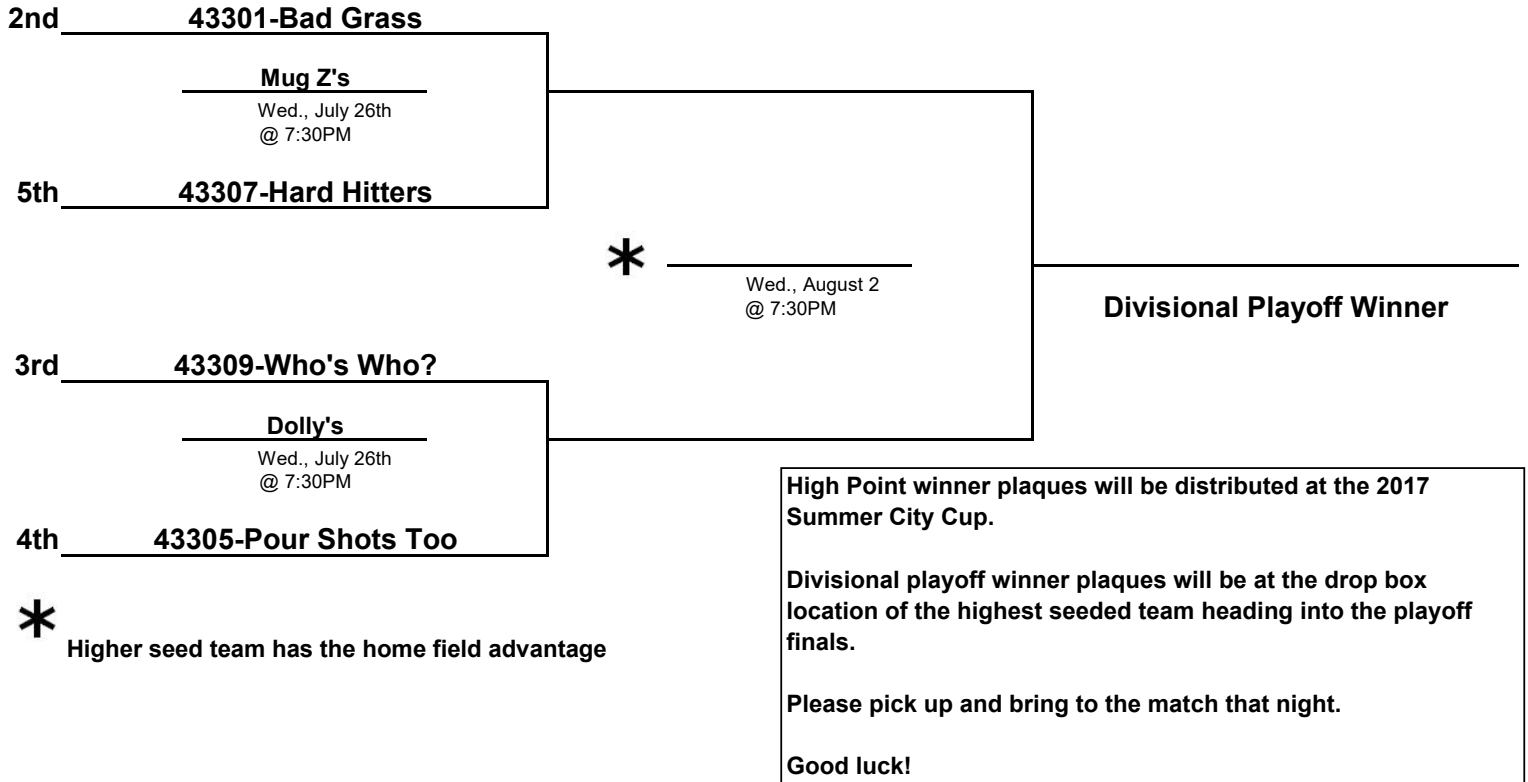 2nd 43301-Bad Grass
Mug Z's
Wed., July 26th
@ 7:30PM
5th 43307-Hard Hitters
*
Wed., August 2
@ 7:30PM
Divisional Playoff Winner
3rd 43309-Who's Who?
Dolly's
Wed., July 26th
@ 7:30PM
4th 43305-Pour Shots Too
* Higher seed team has the home field advantage
High Point winner plaques will be distributed at the 2017
Summer City Cup.
Divisional playoff winner plaques will be at the drop box
location of the highest seeded team heading into the playoff
finals.
Please pick up and bring to the match that night.
Good luck!